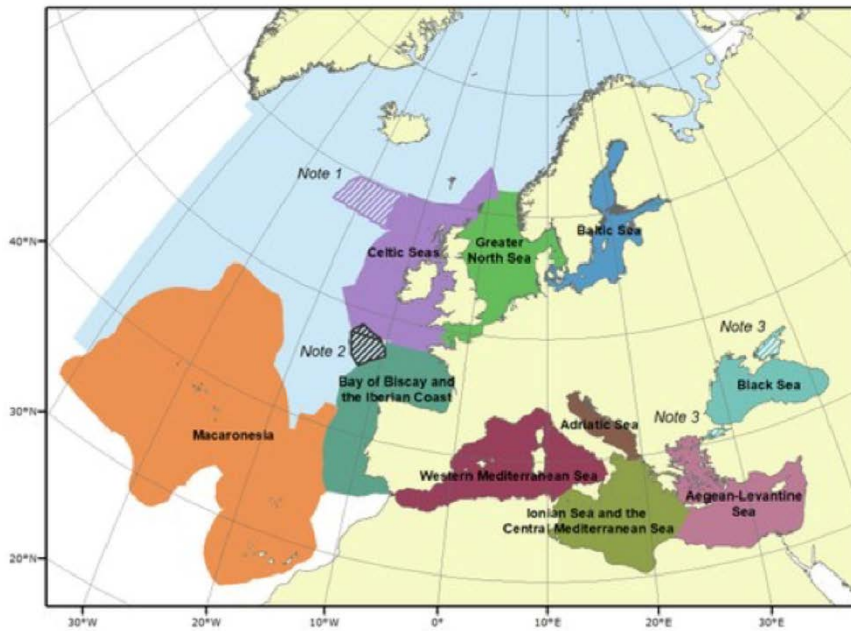 Note 1
Celtic Seas
Greater
North Sea
Baltic Sea
40°N
Note 2
Note 3
Bay of Biscay and
the Iberian Coast
Black Sea
30°N
Macaronesia
Adriatic Sea
Note 3
Western Mediterranean Sea
Aegean-Levantine
Sea
Ionian Sea and the
Central Mediterranean Sea
20°N
30°W
20°W
10°W
0°
10°E
20°E
30°E